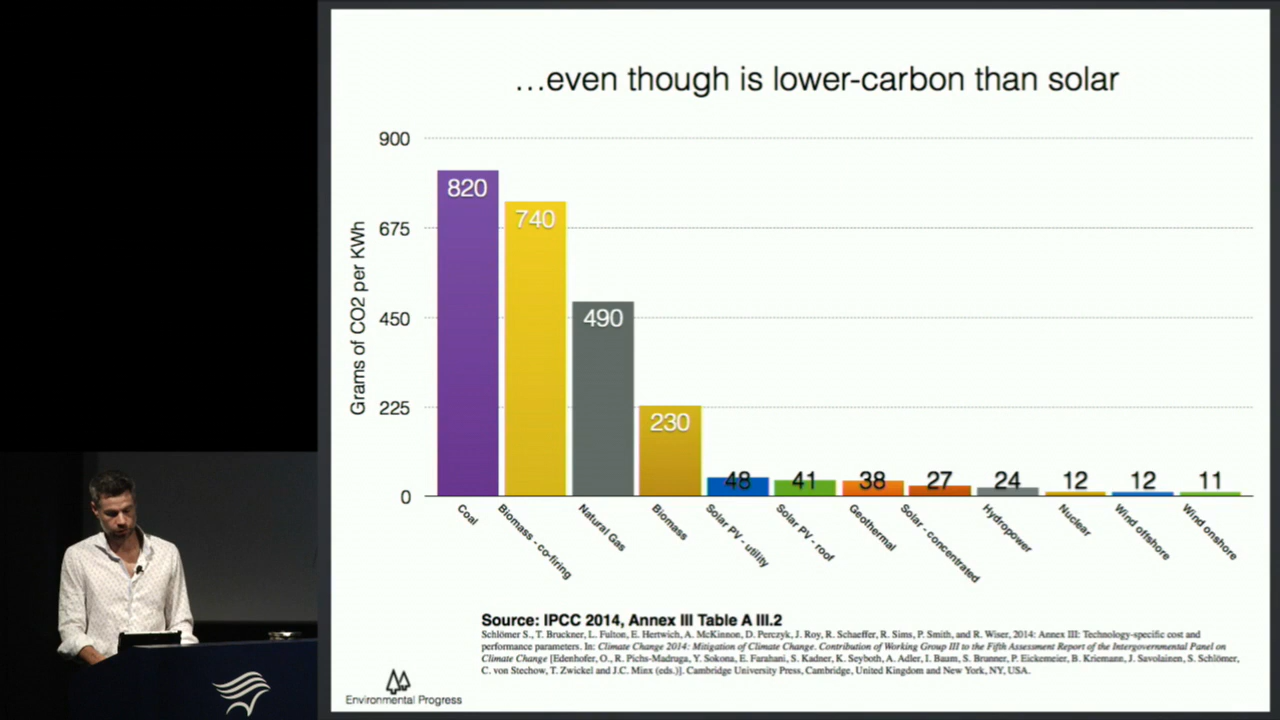 ...even though is lower-carbon than solar
900
675
450
225
0
Grams of CO2 per KWh
820
740
490
230
48
41
38
27
24
12
12
11
Coal
Biomass - co-firing
Natural Gas
Biomass
Solar PV - utility
Solar PV - roof
Geothermal
Solar - concentrated
Hydropower
Nuclear
Wind offshore
Wind onshore
Source: IPCC 2014, Annex III Table A III.2
Schlömer S., T. Bruckner, L. Fulton, E. Hertwich, A. McKinnon, D. Perczyk, J. Roy, R. Schaeffer, R. Sims, P. Smith, and R. Wiser, 2014: Annex III: Technology-specific cost and
performance parameters. In: Climate Change 2014: Mitigation of Climate Change. Contribution of Working Group III to the Fifth Assessment Report of the Intergovernmental Panel on
Climate Change [Edenhofer, O., R. Pichs-Madruga, Y. Sokona, E. Farahani, S. Kadner, K. Seyboth, A. Adler, I. Baum, S. Brunner, P. Eickemeier, B. Kriemann, J. Savolainen, S. Schlömer,
C. von Stechow, T. Zwickel and J.C. Minx (eds.)]. Cambridge University Press, Cambridge, United Kingdom and New York, NY, USA.
Environmental Progress